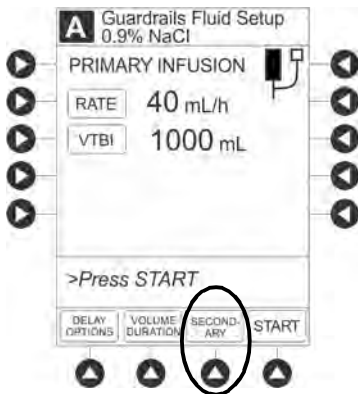 A
Guardrails Fluid Setup
0.9% NaCl
PRIMARY INFUSION
RATE 40 mL/h
VTBI 1000 mL
>Press START
DELAY OPTIONS
VOLUME DURATION
SECOND-ARY
START